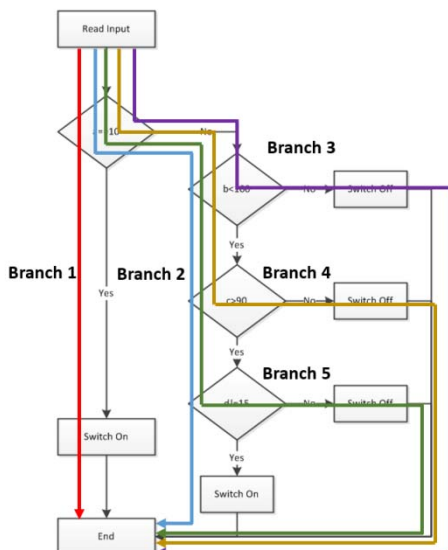 Read Input
No
Branch 3
b<100
No
Switch Off
Branch 1
Branch 2
Yes
Yes
Branch 4
c>90
No
Switch Off
Yes
Branch 5
No
Switch Off
Switch On
Yes
Switch On
End